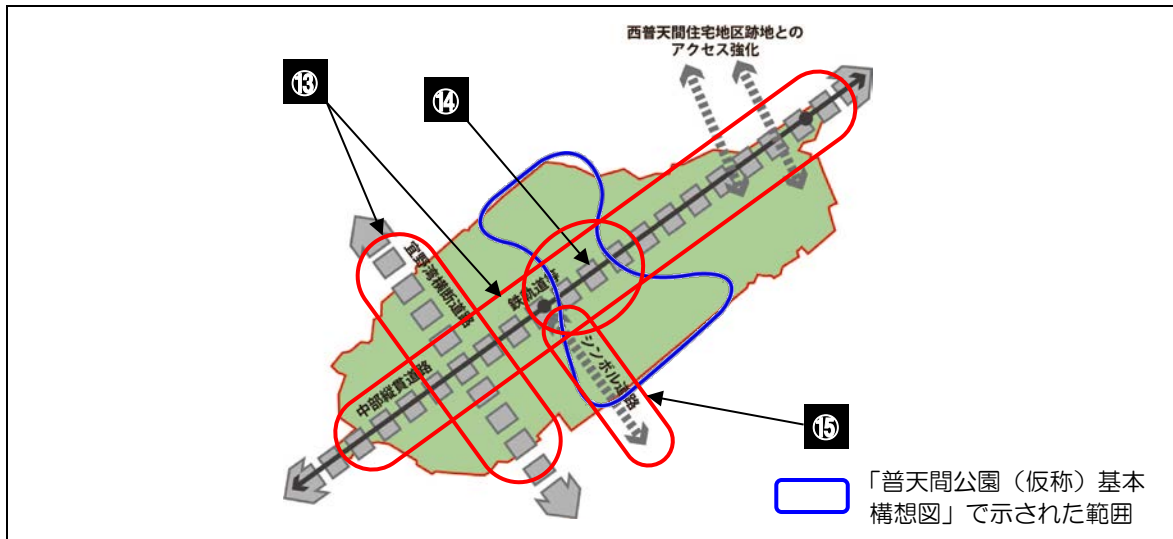 西普天間住宅地区跡地との
アクセス強化
⑬
⑭
宜野湾横断道路
鉄軌道等
シンボル道路
中部縦貫道路
⑮
「普天間公園（仮称）基本
構想図」で示された範囲